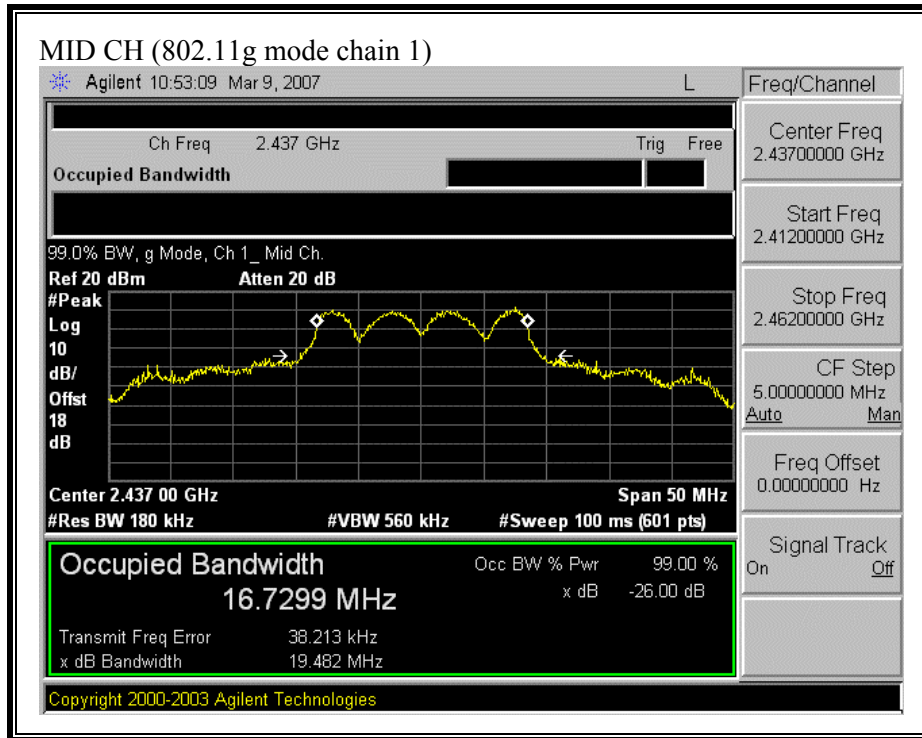 MID CH (802.11g mode chain 1)
Agilent 10:53:09 Mar 9, 2007 L
Freq/Channel
Ch Freq 2.437 GHz Trig Free
Occupied Bandwidth
Center Freq
2.43700000 GHz
Start Freq
2.41200000 GHz
Stop Freq
2.46200000 GHz
CF Step
5.00000000 MHz
Auto Man
Freq Offset
0.00000000 Hz
Signal Track
On Off
99.0% BW, g Mode, Ch 1_ Mid Ch.
Ref 20 dBm Atten 20 dB
#Peak
Log
10
dB/
Offst
18
dB
Center 2.437 00 GHz Span 50 MHz
#Res BW 180 kHz #VBW 560 kHz #Sweep 100 ms (601 pts)
Occupied Bandwidth Occ BW % Pwr 99.00 %
16.7299 MHz x dB -26.00 dB
Transmit Freq Error 38.213 kHz
x dB Bandwidth 19.482 MHz
Copyright 2000-2003 Agilent Technologies